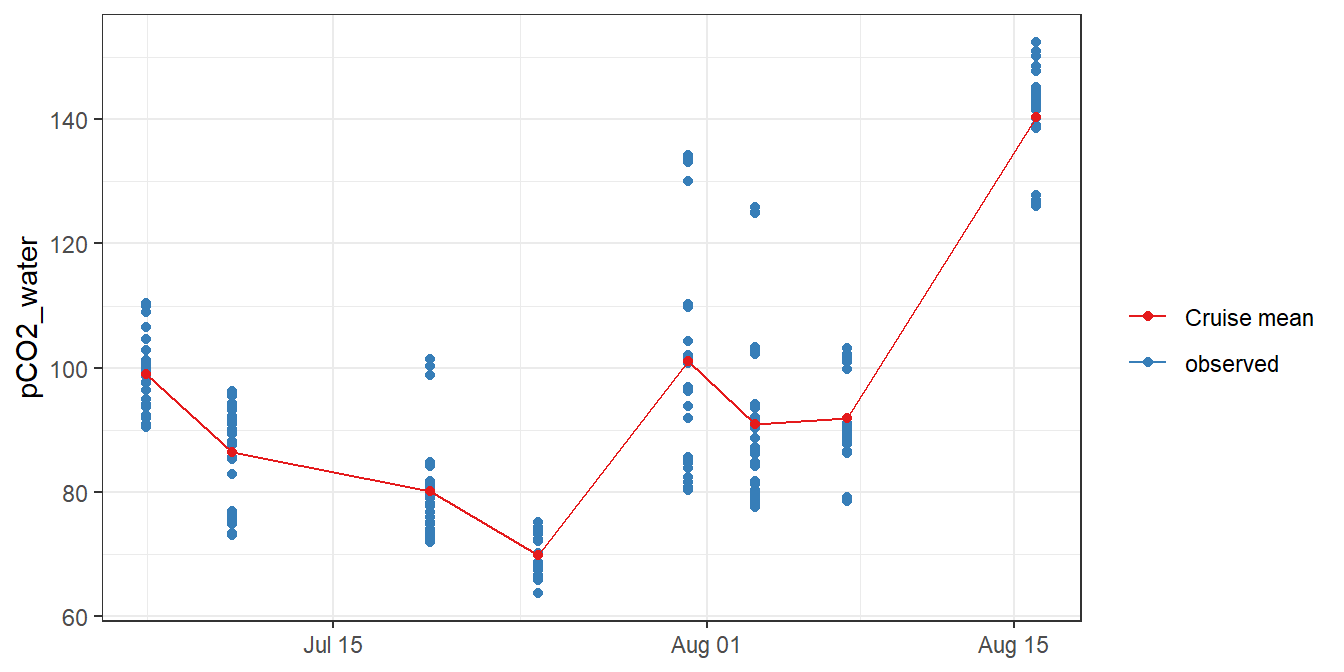 pCO2_water
140
120
100
80
60
Jul 15
Aug 01
Aug 15
Cruise mean
observed